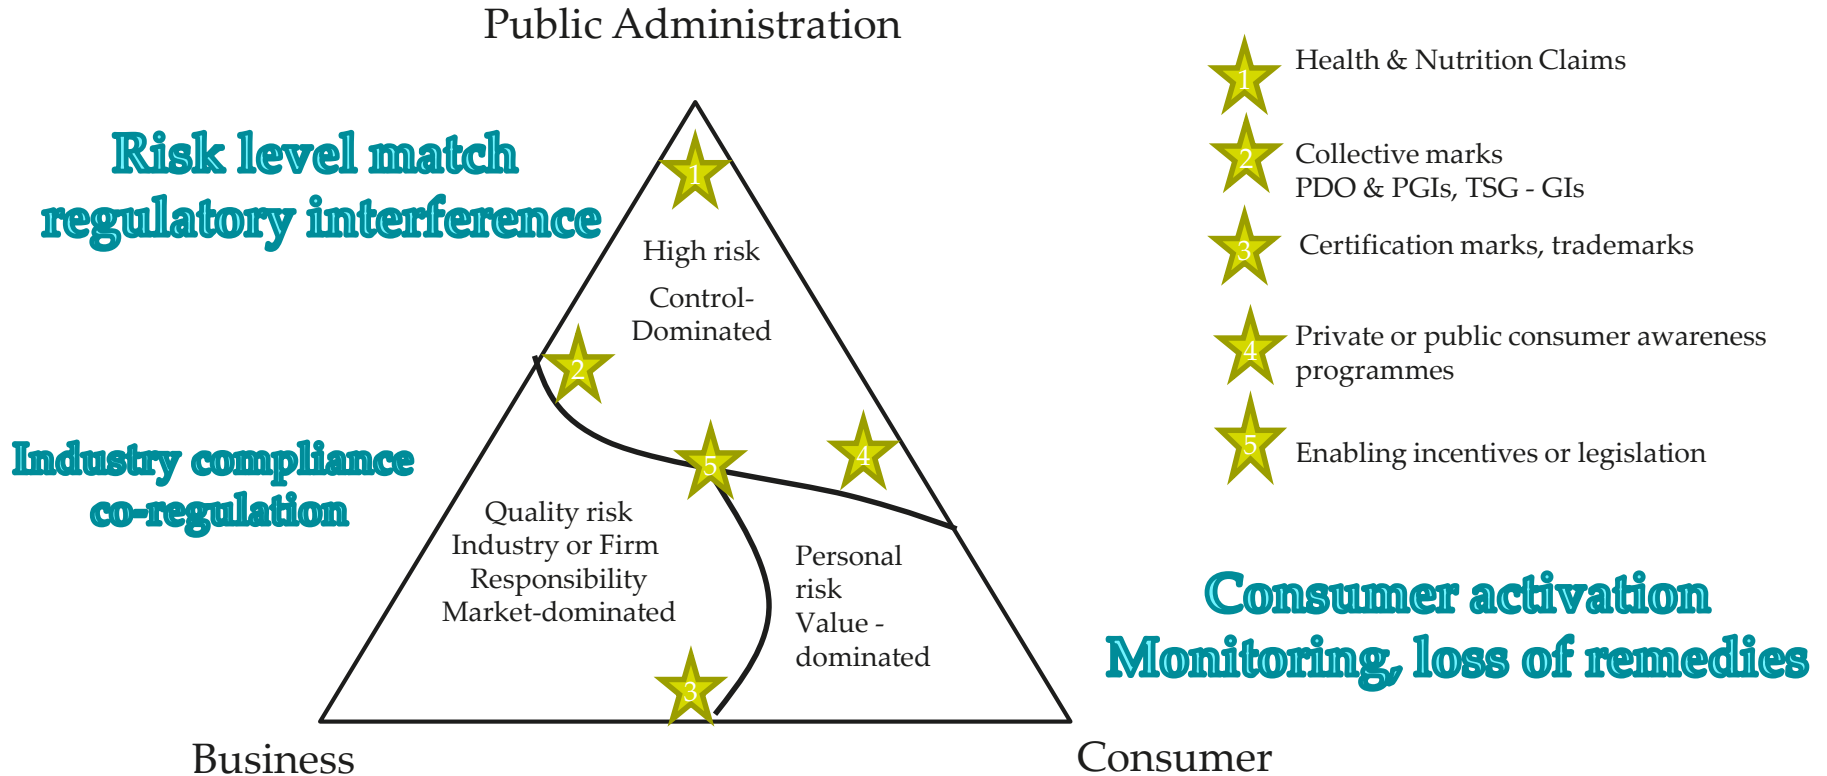 Public Administration
Risk level match
regulatory interference
1
High risk
Control-
Dominated
2
Industry compliance
co-regulation
5
4
Quality risk
Industry or Firm
Responsibility
Market-dominated
Personal
risk
Value -
dominated
3
Business
Consumer
1
Health & Nutrition Claims
2
Collective marks
PDO & PGIs, TSG - GIs
3
Certification marks, trademarks
4
Private or public consumer awareness
programmes
5
Enabling incentives or legislation
Consumer activation
Monitoring, loss of remedies